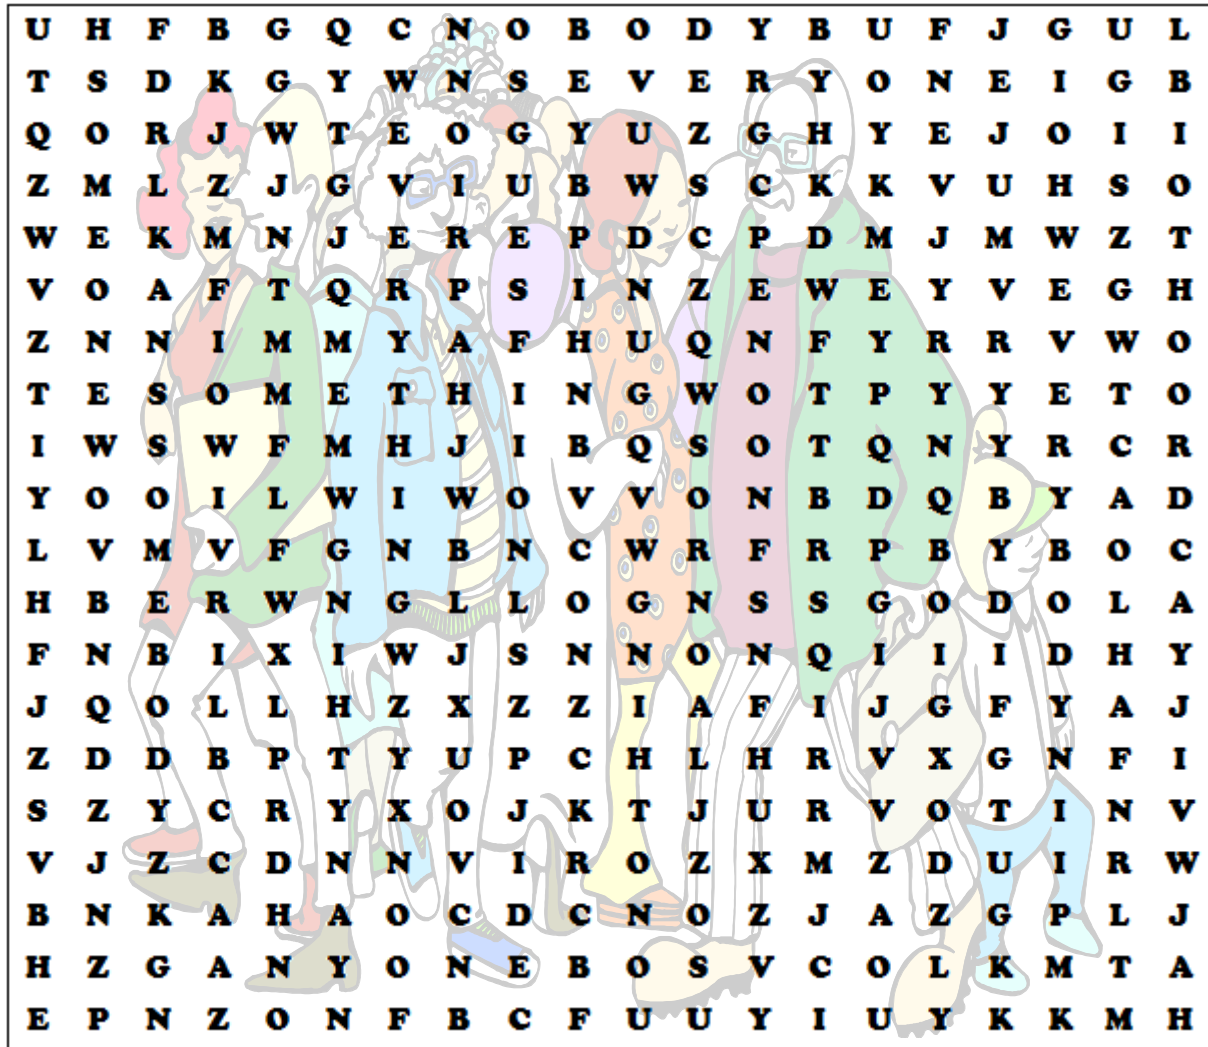 U H F B G Q C N O B O D Y B U F J G U L
T S D K G Y W N S E V E R Y O N E I G B
Q O R J W T E O G Y U Z G H Y E J O I I
Z M L Z J G V I U B W S C K K V U H S O
W E K M N J E R E P D C P D M J M W Z T
V O A F T Q R P S I N Z E W E Y V E G H
Z N N I M M Y A F H U Q N F Y R R V W O
T E S O M E T H I N G W O T P Y Y E T O
I W S W F M H J I B Q S O T Q N Y R C R
Y O O I L W I W O V V O N B D Q B Y A D
L V M V F G N B N C W R F R P B Y B O C
H B E R W N G L L O G N S S G O D O L A
F N B I X I W J S N N O N Q I I I D H Y
J Q O L L H Z X Z Z I A F I J G F Y A J
Z D D B P T Y U P C H L H R V X G N F I
S Z Y C R Y X O J K T J U R V O T I N V
V J Z C D N N V I R O Z X M Z D U I R W
B N K A H A O C D C N O Z J A Z G P L J
H Z G A N Y O N E B O S V C O L K M T A
E P N Z O N F B C F U U Y I U Y K K M H